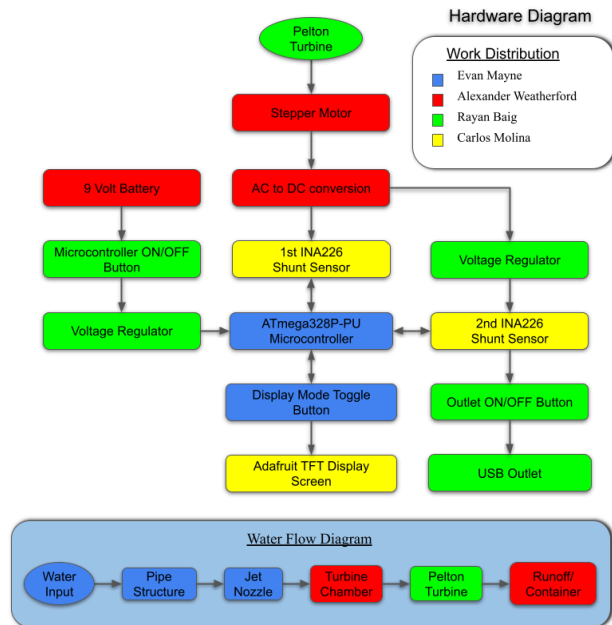 Hardware Diagram
Work Distribution
Evan Mayne
Alexander Weatherford
Rayan Baig
Carlos Molina
Pelton
Turbine
Stepper Motor
9 Volt Battery
AC to DC conversion
Microcontroller ON/OFF
Button
1st INA226
Shunt Sensor
Voltage Regulator
Voltage Regulator
ATmega328P-PU
Microcontroller
2nd INA226
Shunt Sensor
Display Mode Toggle
Button
Outlet ON/OFF Button
Adafruit TFT Display
Screen
USB Outlet
Water Flow Diagram
Water
Input
Pipe
Structure
Jet
Nozzle
Turbine
Chamber
Pelton
Turbine
Runoff/
Container